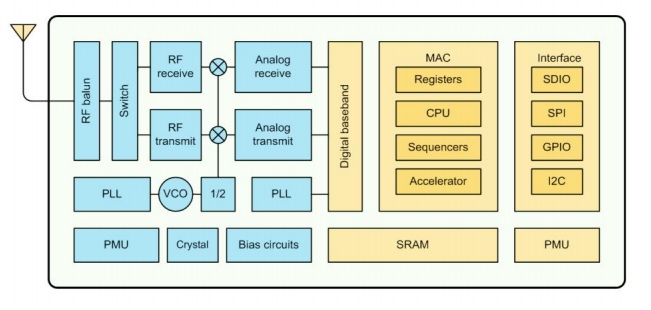 RF balun
Switch
RF
receive
Analog
receive
RF
transmit
Analog
transmit
Digital baseband
PLL
VCO
1/2
PLL
MAC
Registers
CPU
Sequencers
Accelerator
Interface
SDIO
SPI
GPIO
I2C
PMU
Crystal
Bias circuits
SRAM
PMU